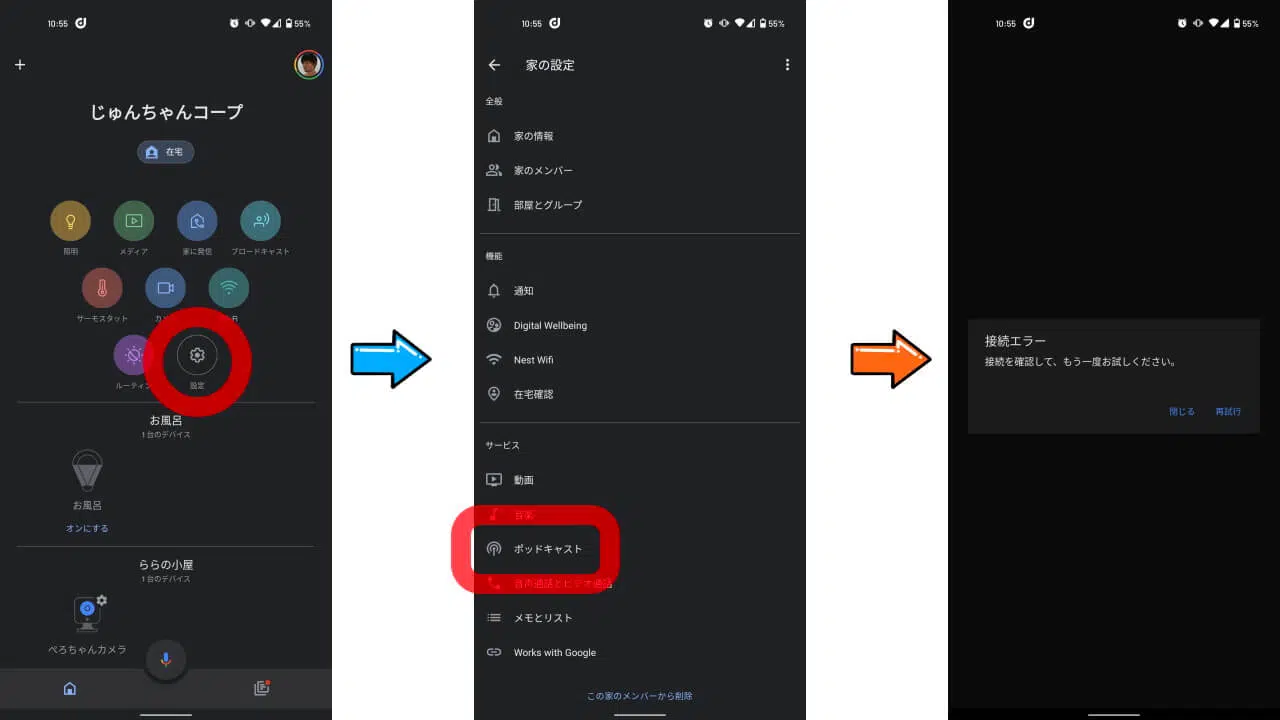 10:55
55%
じゅんちゃんコープ
在宅
照明
メディア
家に発信
ブロードキャスト
サーモスタット
設定
お風呂
1台のデバイス
お風呂
オンにする
ららの小屋
1台のデバイス
ぺろちゃんカメラ
10:55
55%
家の設定
全般
家の情報
家のメンバー
部屋とグループ
機能
通知
Digital Wellbeing
Nest Wifi
在宅確認
サービス
動画
音楽
ポッドキャスト
音声通話とビデオ通話
メモとリスト
Works with Google
この家のメンバーから削除
10:55
55%
接続エラー
接続を確認して、もう一度お試しください。
閉じる
再試行